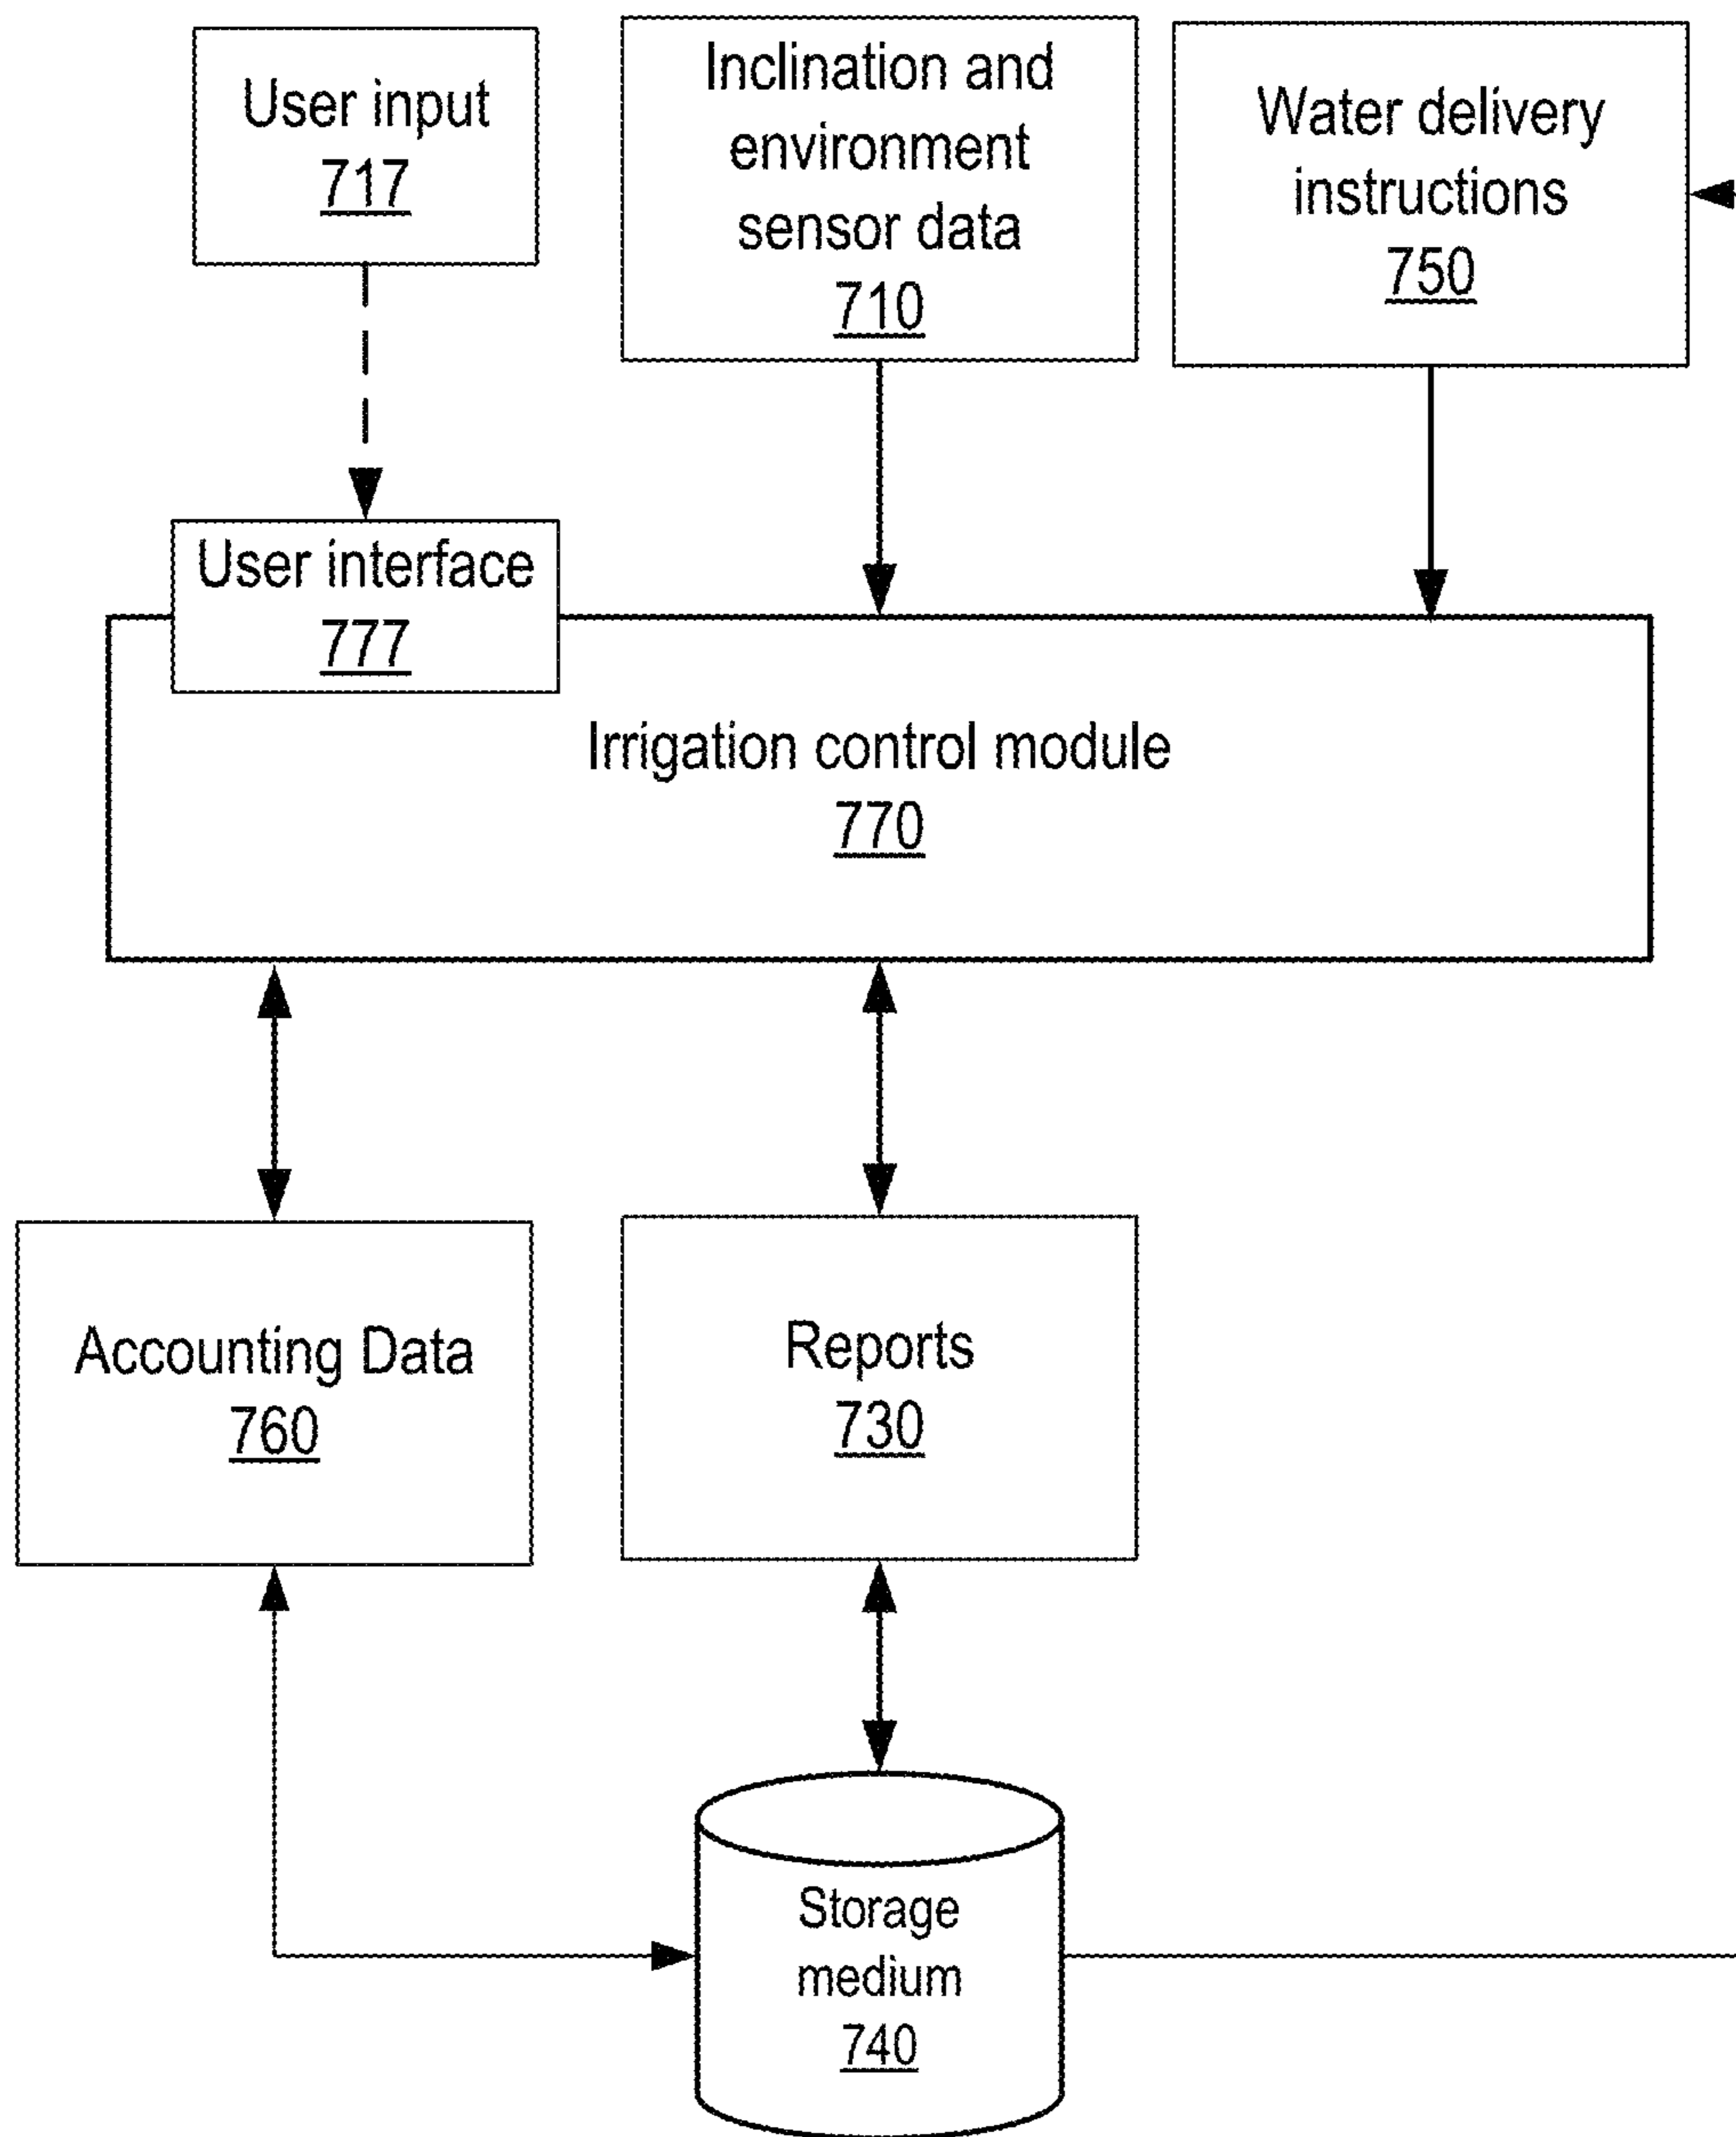 User input
717
Inclination and
environment
sensor data
710
Water delivery
instructions
750
User interface
777
Irrigation control module
770
Accounting Data
760
Reports
730
Storage
medium
740